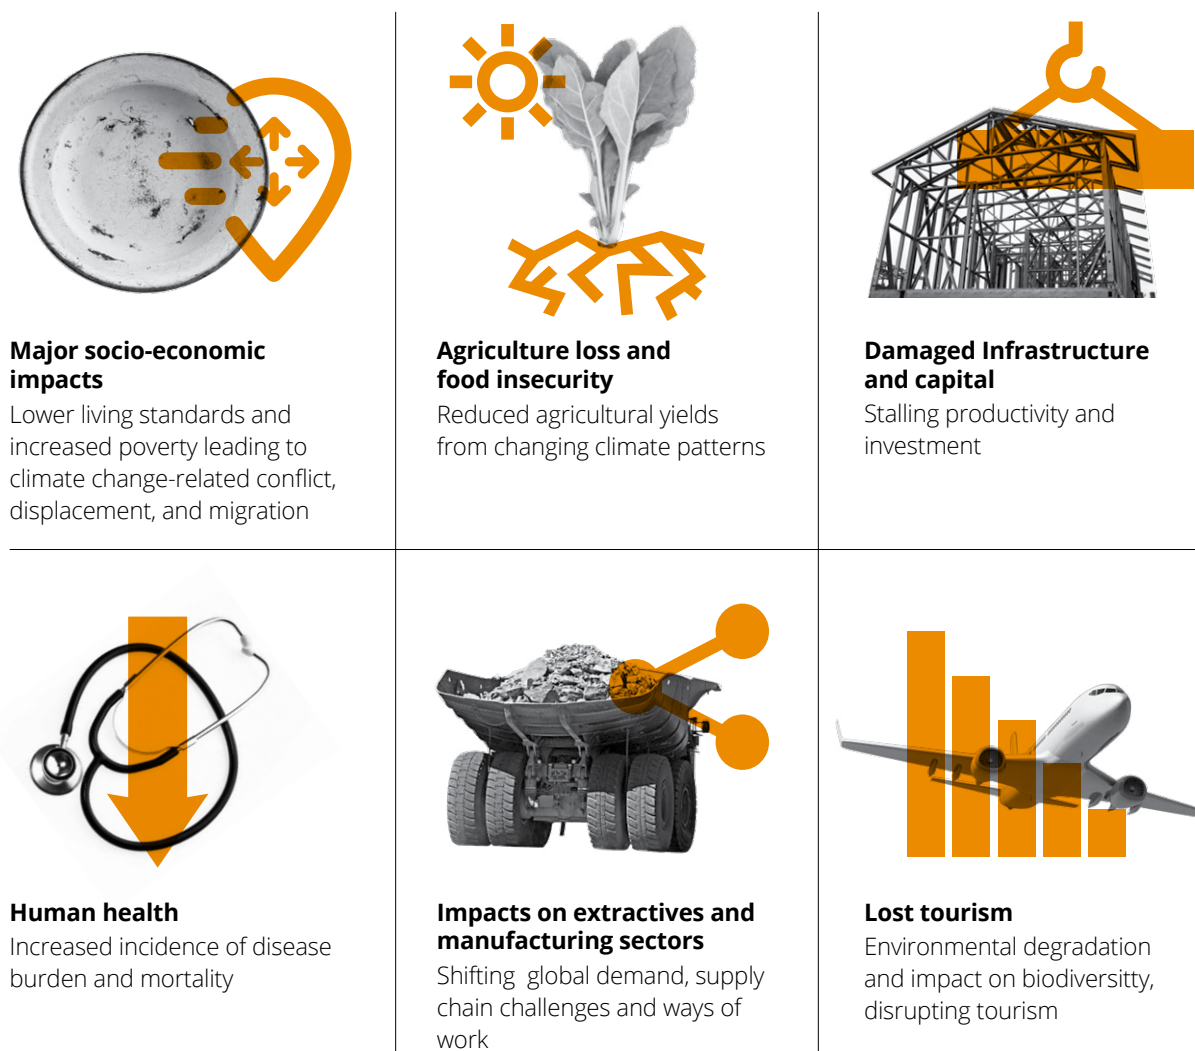 Major socio-economic
impacts
Lower living standards and
increased poverty leading to
climate change-related conflict,
displacement, and migration
Agriculture loss and
food insecurity
Reduced agricultural yields
from changing climate patterns
Damaged Infrastructure
and capital
Stalling productivity and
investment
Human health
Increased incidence of disease
burden and mortality
Impacts on extractives and
manufacturing sectors
Shifting  global demand, supply
chain challenges and ways of
work
Lost tourism
Environmental degradation
and impact on biodiversitty,
disrupting tourism